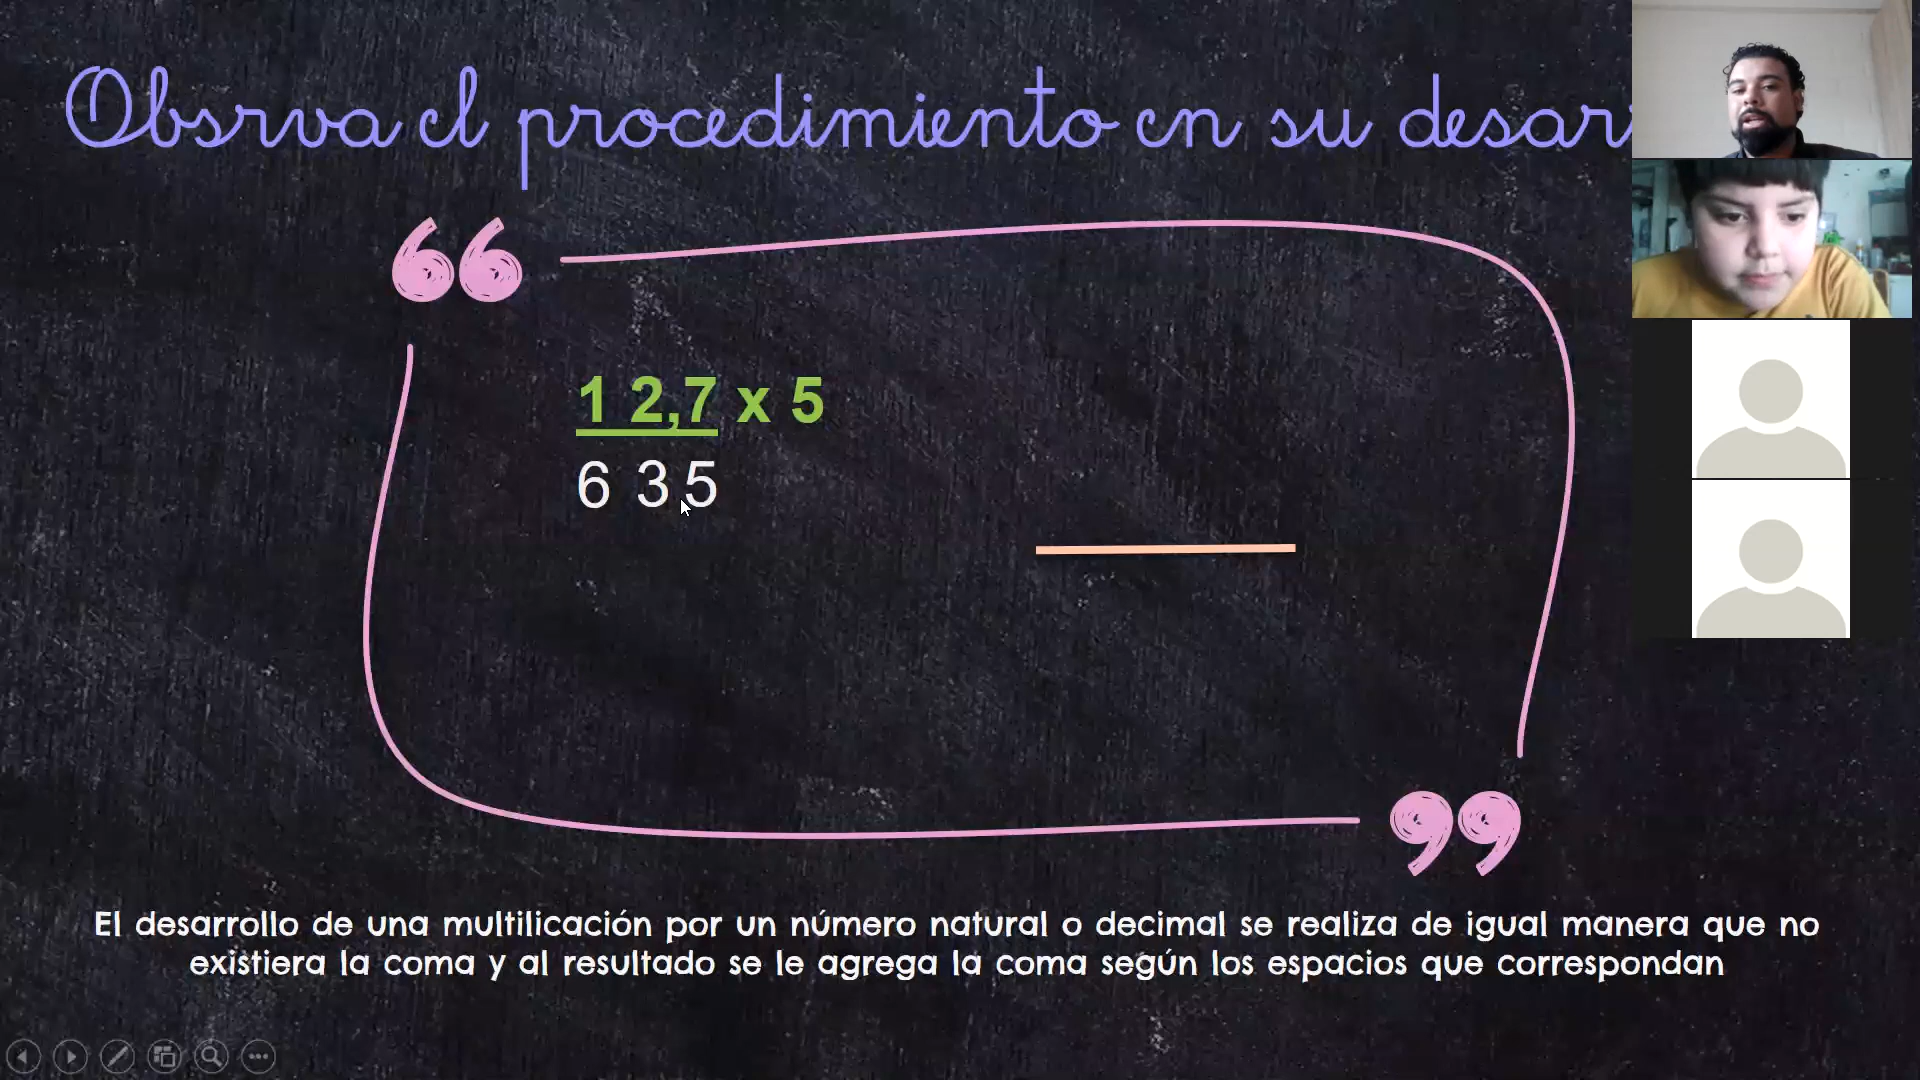 Obsrva el procedimiento en su desar
1 2,7 x 5
6 3 5
El desarrollo de una multilicación por un número natural o decimal se realiza de igual manera que no
existiera la coma y al resultado se le agrega la coma según los espacios que correspondan